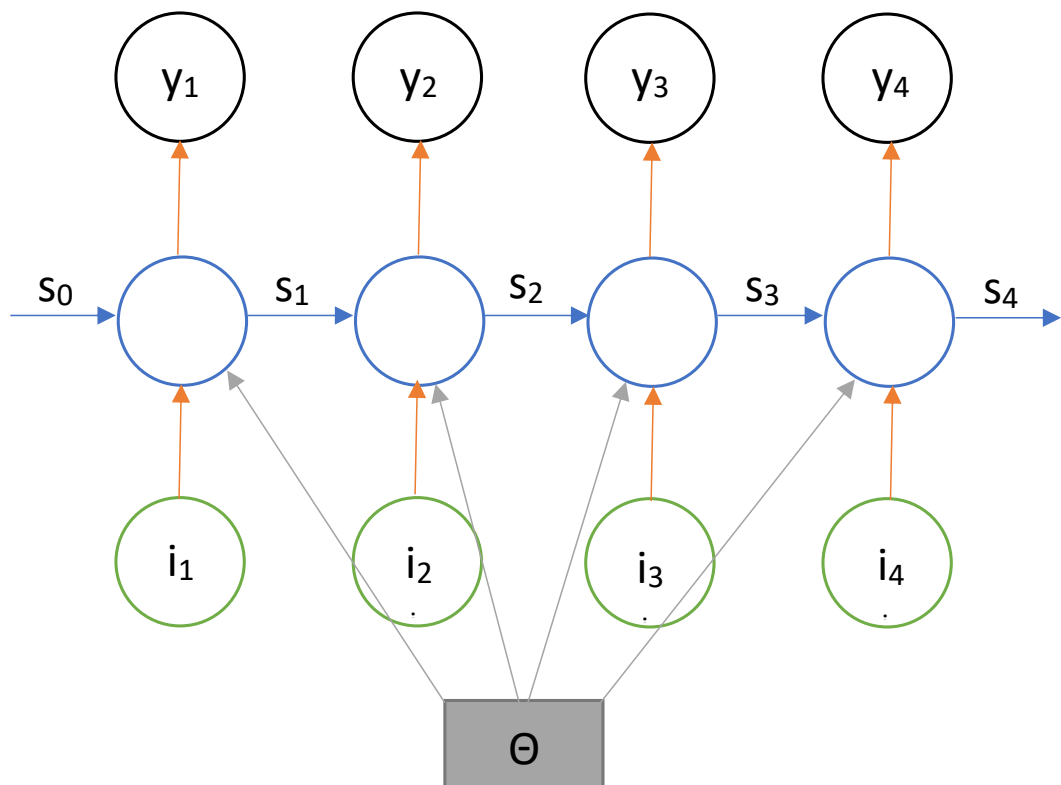 y₁ y₂ y₃ y₄
s₀ s₁ s₂ s₃ s₄
i₁ i₂ i₃ i₄
. . .
Θ